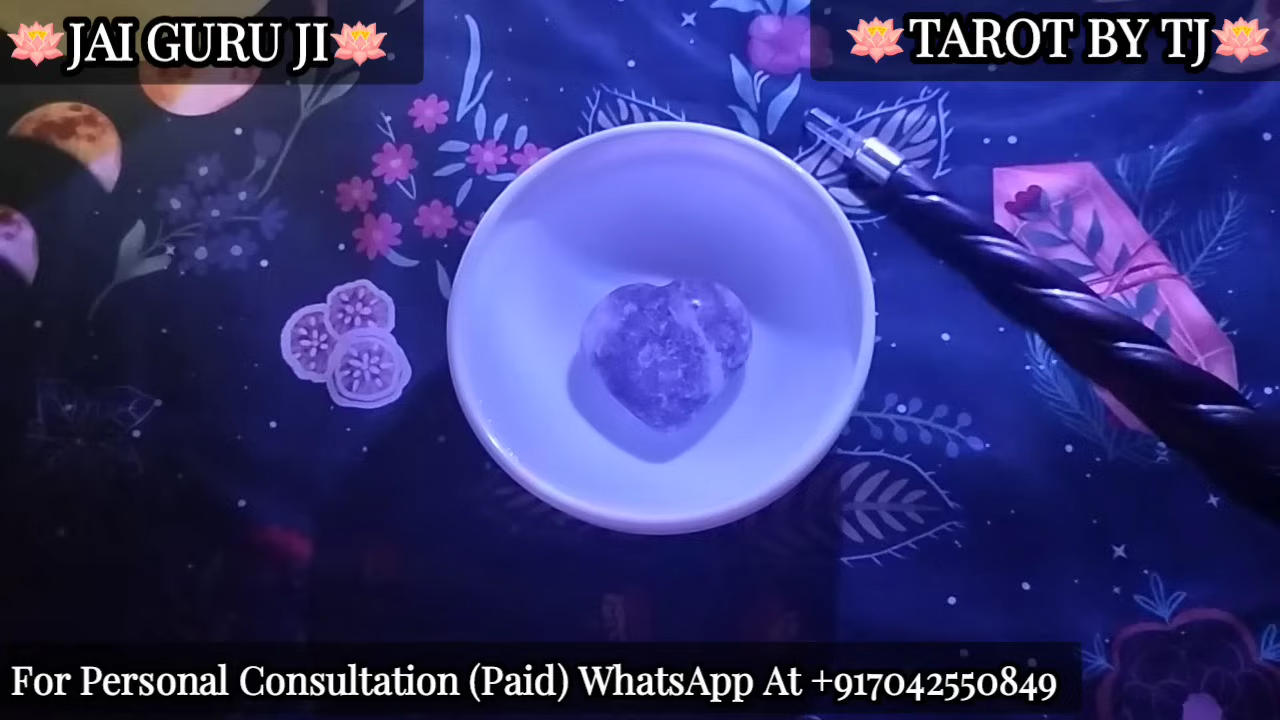 🪷JAI GURU JI🪷
🪷TAROT BY TJ🪷
For Personal Consultation (Paid) WhatsApp At +917042550849